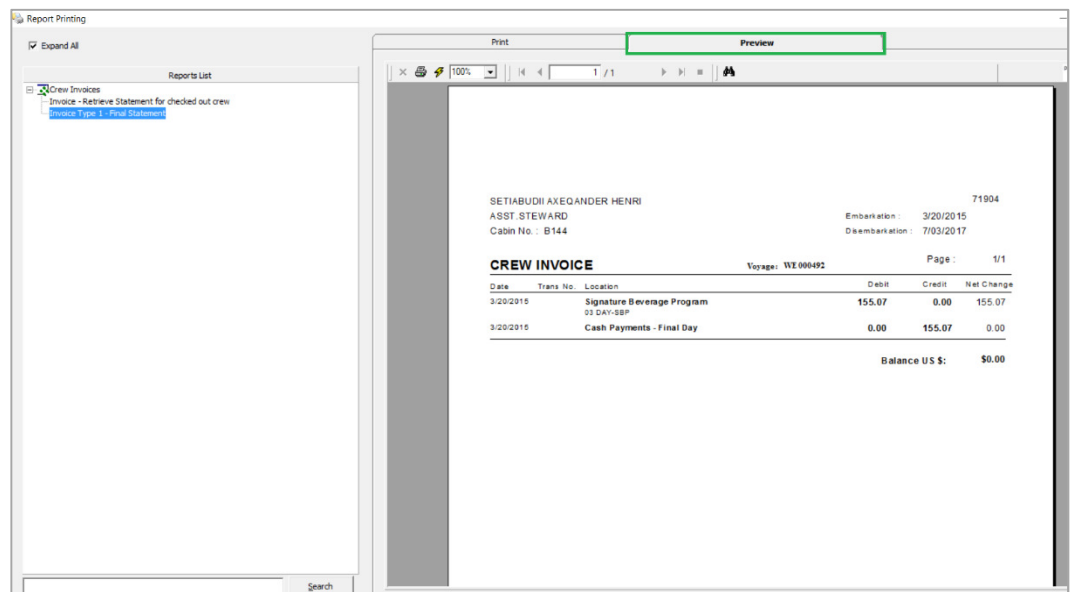 Report Printing
Expand All
Print
Preview
Reports List
100%
1 /1
Crew Invoices
Invoice - Retrieve Statement for checked out crew
Invoice Type 1 - Final Statement
SETIABUDII AXEQANDER HENRI 71904
ASST.STEWARD Embarkation : 3/20/2015
Cabin No. : B144 Disembarkation : 7/03/2017
CREW INVOICE Voyage: WE 000492 Page : 1/1
Date Trans No. Location Debit Credit Net Change
3/20/2015 Signature Beverage Program 155.07 0.00 155.07
03 DAY-SBP
3/20/2015 Cash Payments - Final Day 0.00 155.07 0.00
Balance US $: $0.00
Search